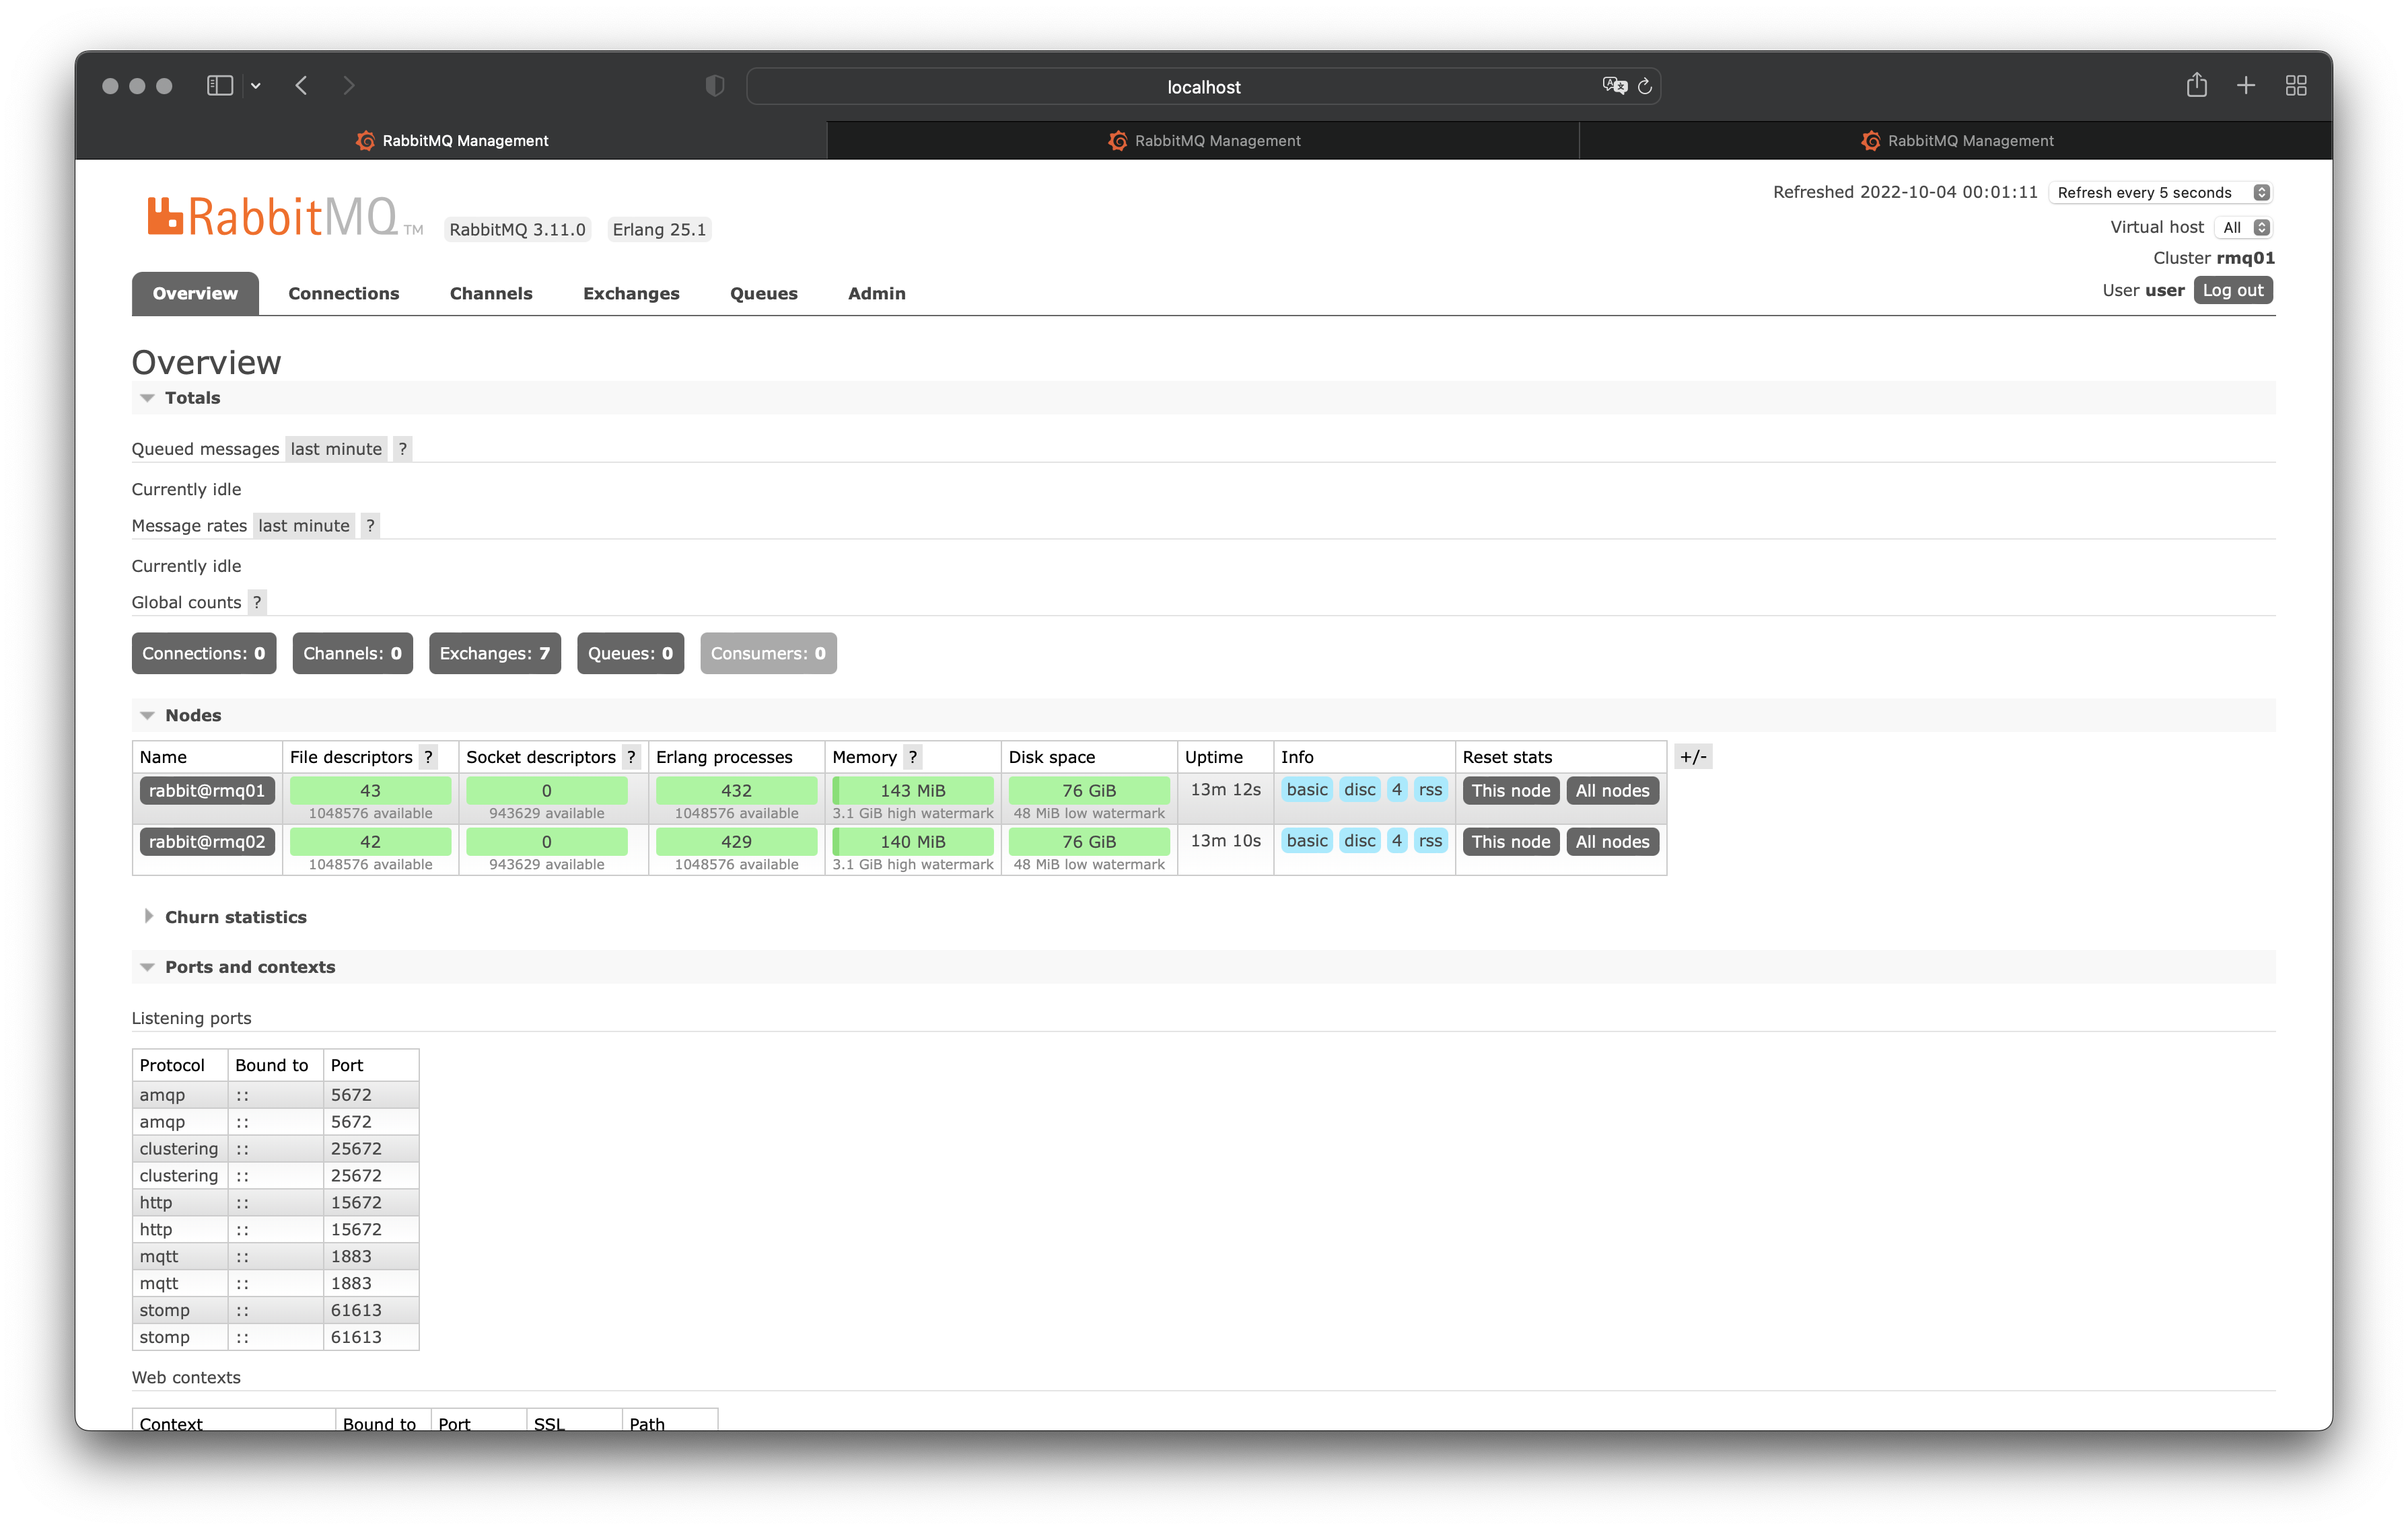 localhost
RabbitMQ Management RabbitMQ Management RabbitMQ Management
Refreshed 2022-10-04 00:01:11 Refresh every 5 seconds
RabbitMQ TM RabbitMQ 3.11.0 Erlang 25.1
Virtual host All
Cluster rmq01
User user Log out
Overview Connections Channels Exchanges Queues Admin
Overview
Totals
Queued messages last minute ?
Currently idle
Message rates last minute ?
Currently idle
Global counts ?
Connections: 0 Channels: 0 Exchanges: 7 Queues: 0 Consumers: 0
Nodes
Name File descriptors ? Socket descriptors ? Erlang processes Memory ? Disk space Uptime Info Reset stats +/-
rabbit@rmq01 43 0 432 143 MiB 76 GiB 13m 12s basic disc 4 rss This node All nodes
1048576 available 943629 available 1048576 available 3.1 GiB high watermark 48 MiB low watermark
rabbit@rmq02 42 0 429 140 MiB 76 GiB 13m 10s basic disc 4 rss This node All nodes
1048576 available 943629 available 1048576 available 3.1 GiB high watermark 48 MiB low watermark
Churn statistics
Ports and contexts
Listening ports
Protocol Bound to Port
amqp :: 5672
amqp :: 5672
clustering :: 25672
clustering :: 25672
http :: 15672
http :: 15672
mqtt :: 1883
mqtt :: 1883
stomp :: 61613
stomp :: 61613
Web contexts
Context Bound to Port SSL Path